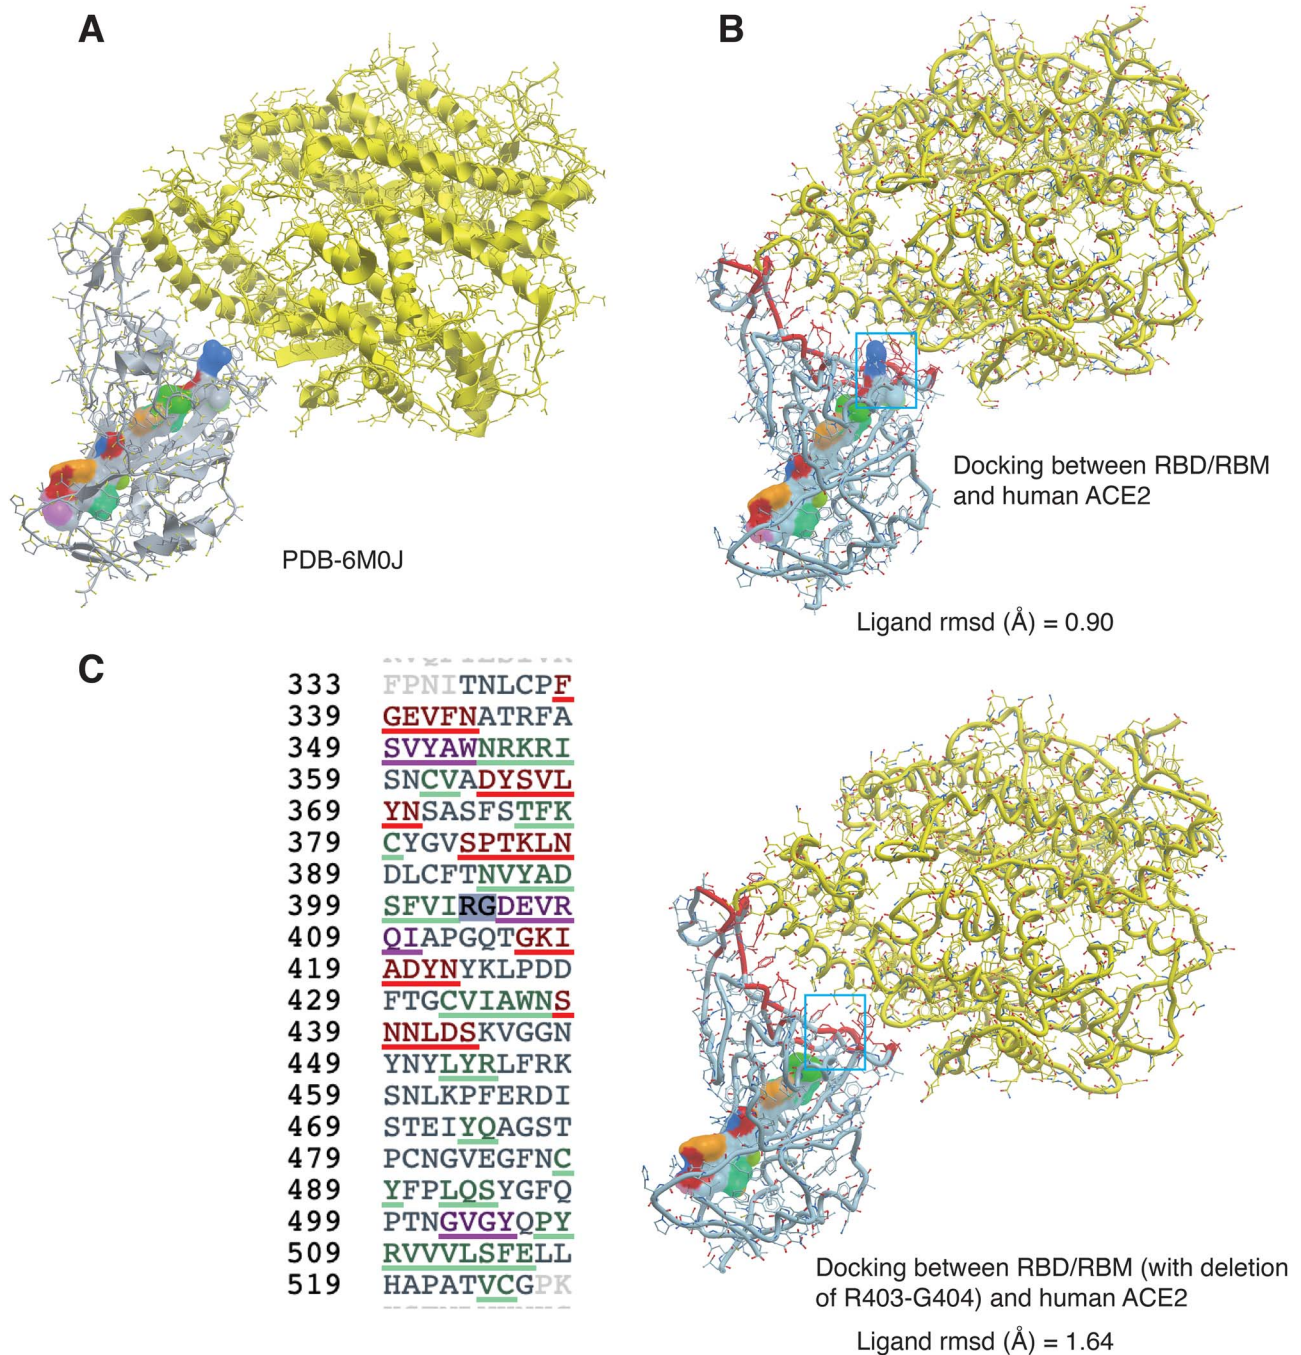 A
B
PDB-6M0J
Docking between RBD/RBM
and human ACE2
Ligand rmsd (Å) = 0.90
C
333 FPNITNLCPF
339 GEVFNATRFA
349 SVYAWNRKRI
359 SNCVADYSVL
369 YNSASFSTFK
379 CYGVSPTKLN
389 DLCFTNVYAD
399 SFVIRGDEVR
409 QIAPGQTGKI
419 ADYNYKLPDD
429 FTGCVIAWNS
439 NNLDSKVGGN
449 YNYLYRLFRK
459 SNLKPFERDI
469 STEIYQAGST
479 PCNGVEGFNC
489 YFPLQSYGFQ
499 PTNGVGYQPY
509 RVVVLSFELL
519 HAPATVCGPK
Docking between RBD/RBM (with deletion
of R403-G404) and human ACE2
Ligand rmsd (Å) = 1.64